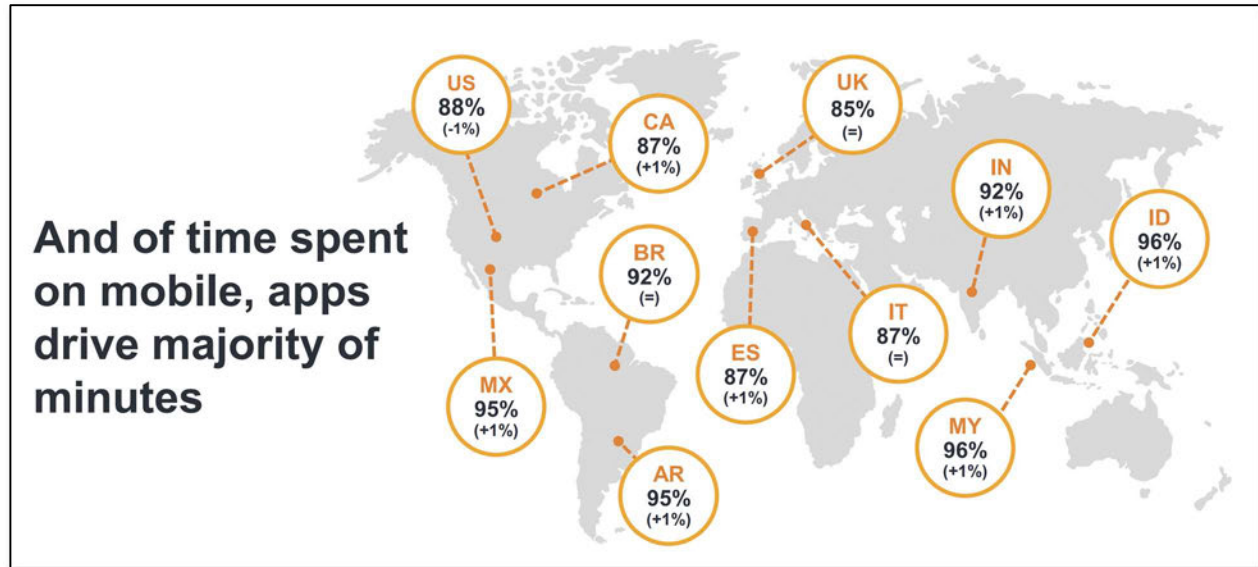 And of time spent
on mobile, apps
drive majority of
minutes
US
88%
(-1%)
CA
87%
(+1%)
UK
85%
(=)
IN
92%
(+1%)
ID
96%
(+1%)
BR
92%
(=)
IT
87%
(=)
ES
87%
(+1%)
MX
95%
(+1%)
MY
96%
(+1%)
AR
95%
(+1%)